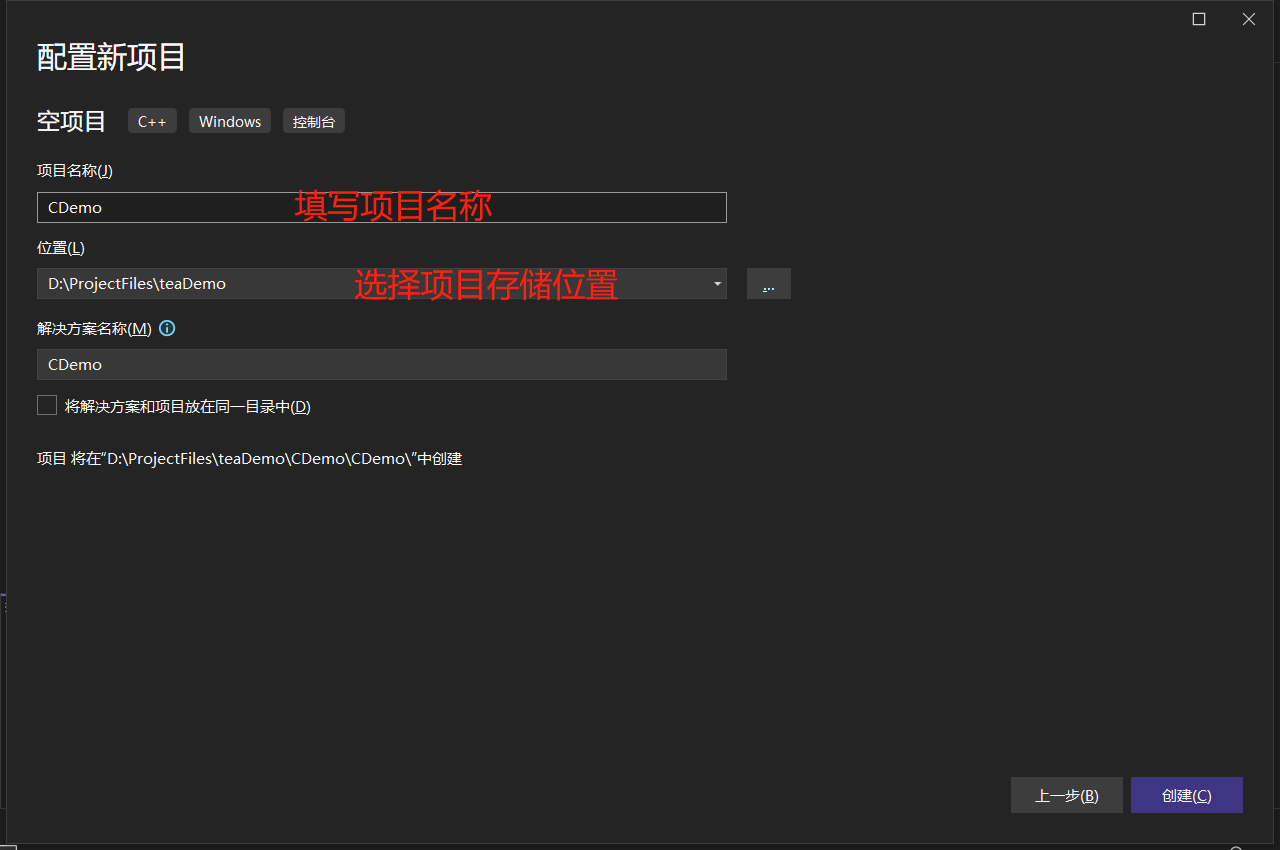 配置新项目
空项目 C++ Windows 控制台
项目名称(J)
CDemo 填写项目名称
位置(L)
D:\ProjectFiles\teaDemo 选择项目存储位置 ...
解决方案名称(M)
CDemo
将解决方案和项目放在同一目录中(D)
项目 将在“D:\ProjectFiles\teaDemo\CDemo\CDemo\”中创建
上一步(B) 创建(C)